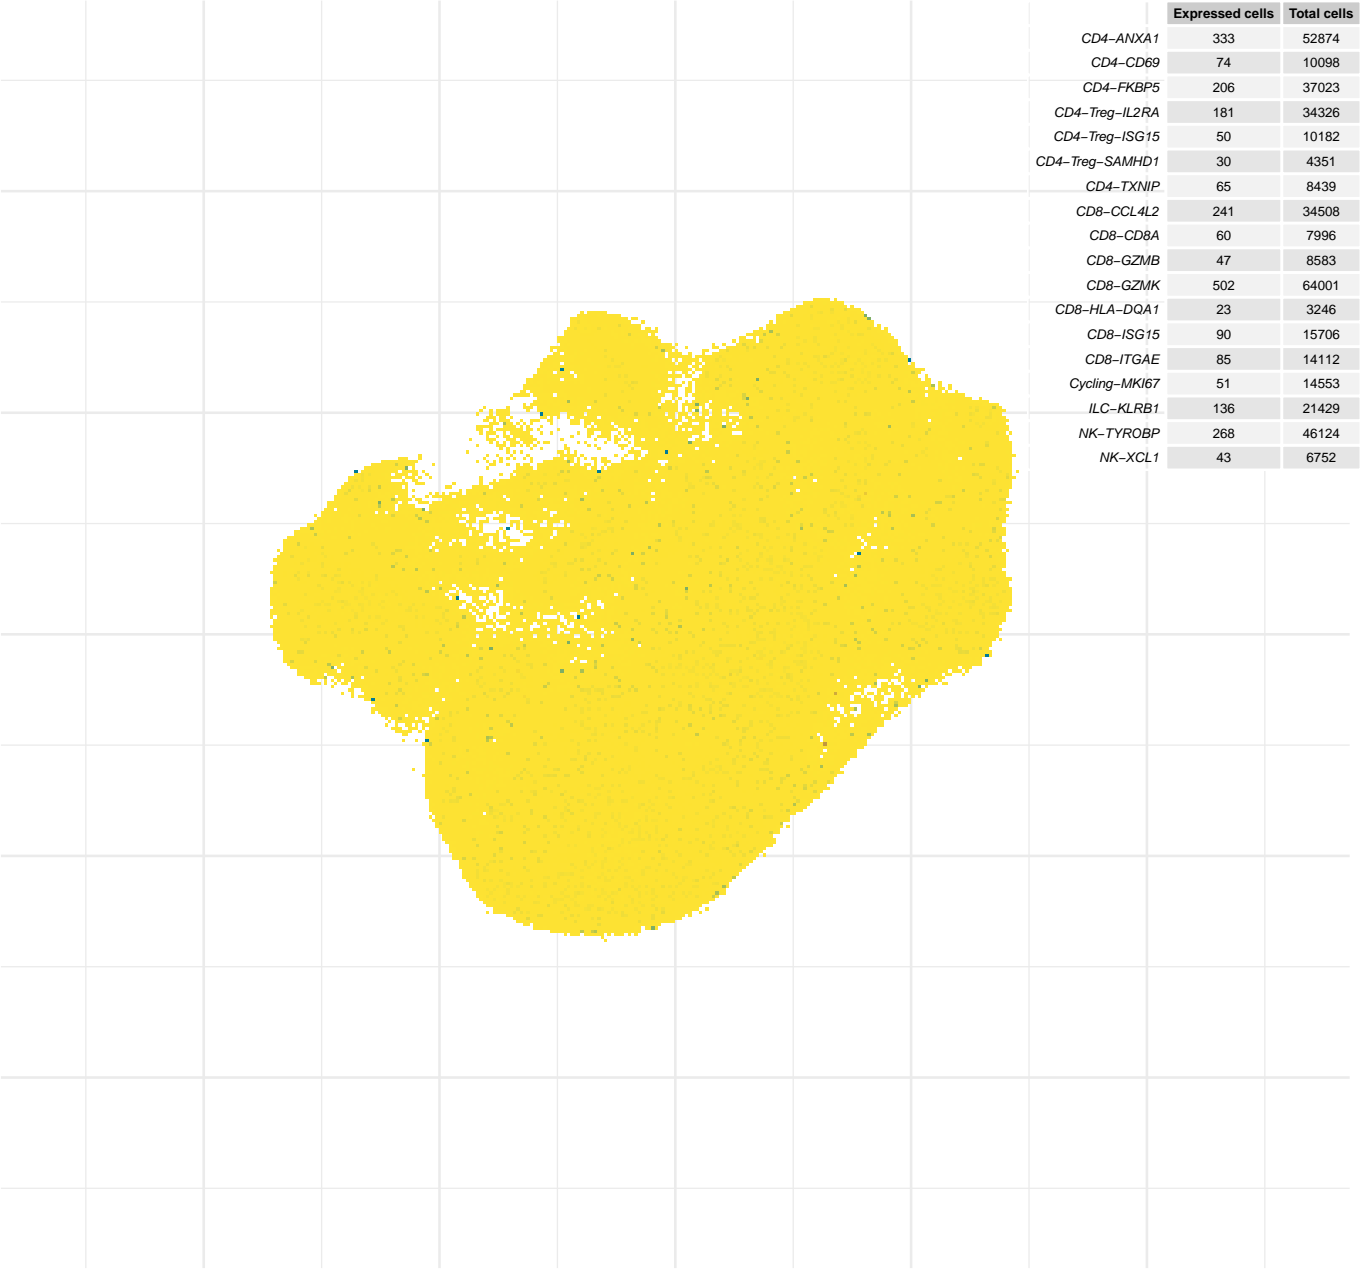 Expressed cells Total cells
CD4−ANXA1 333 52874
CD4−CD69 74 10098
CD4−FKBP5 206 37023
CD4−Treg−IL2RA 181 34326
CD4−Treg−ISG15 50 10182
CD4−Treg−SAMHD1 30 4351
CD4−TXNIP 65 8439
CD8−CCL4L2 241 34508
CD8−CD8A 60 7996
CD8−GZMB 47 8583
CD8−GZMK 502 64001
CD8−HLA−DQA1 23 3246
CD8−ISG15 90 15706
CD8−ITGAE 85 14112
Cycling−MKI67 51 14553
ILC−KLRB1 136 21429
NK−TYROBP 268 46124
NK−XCL1 43 6752